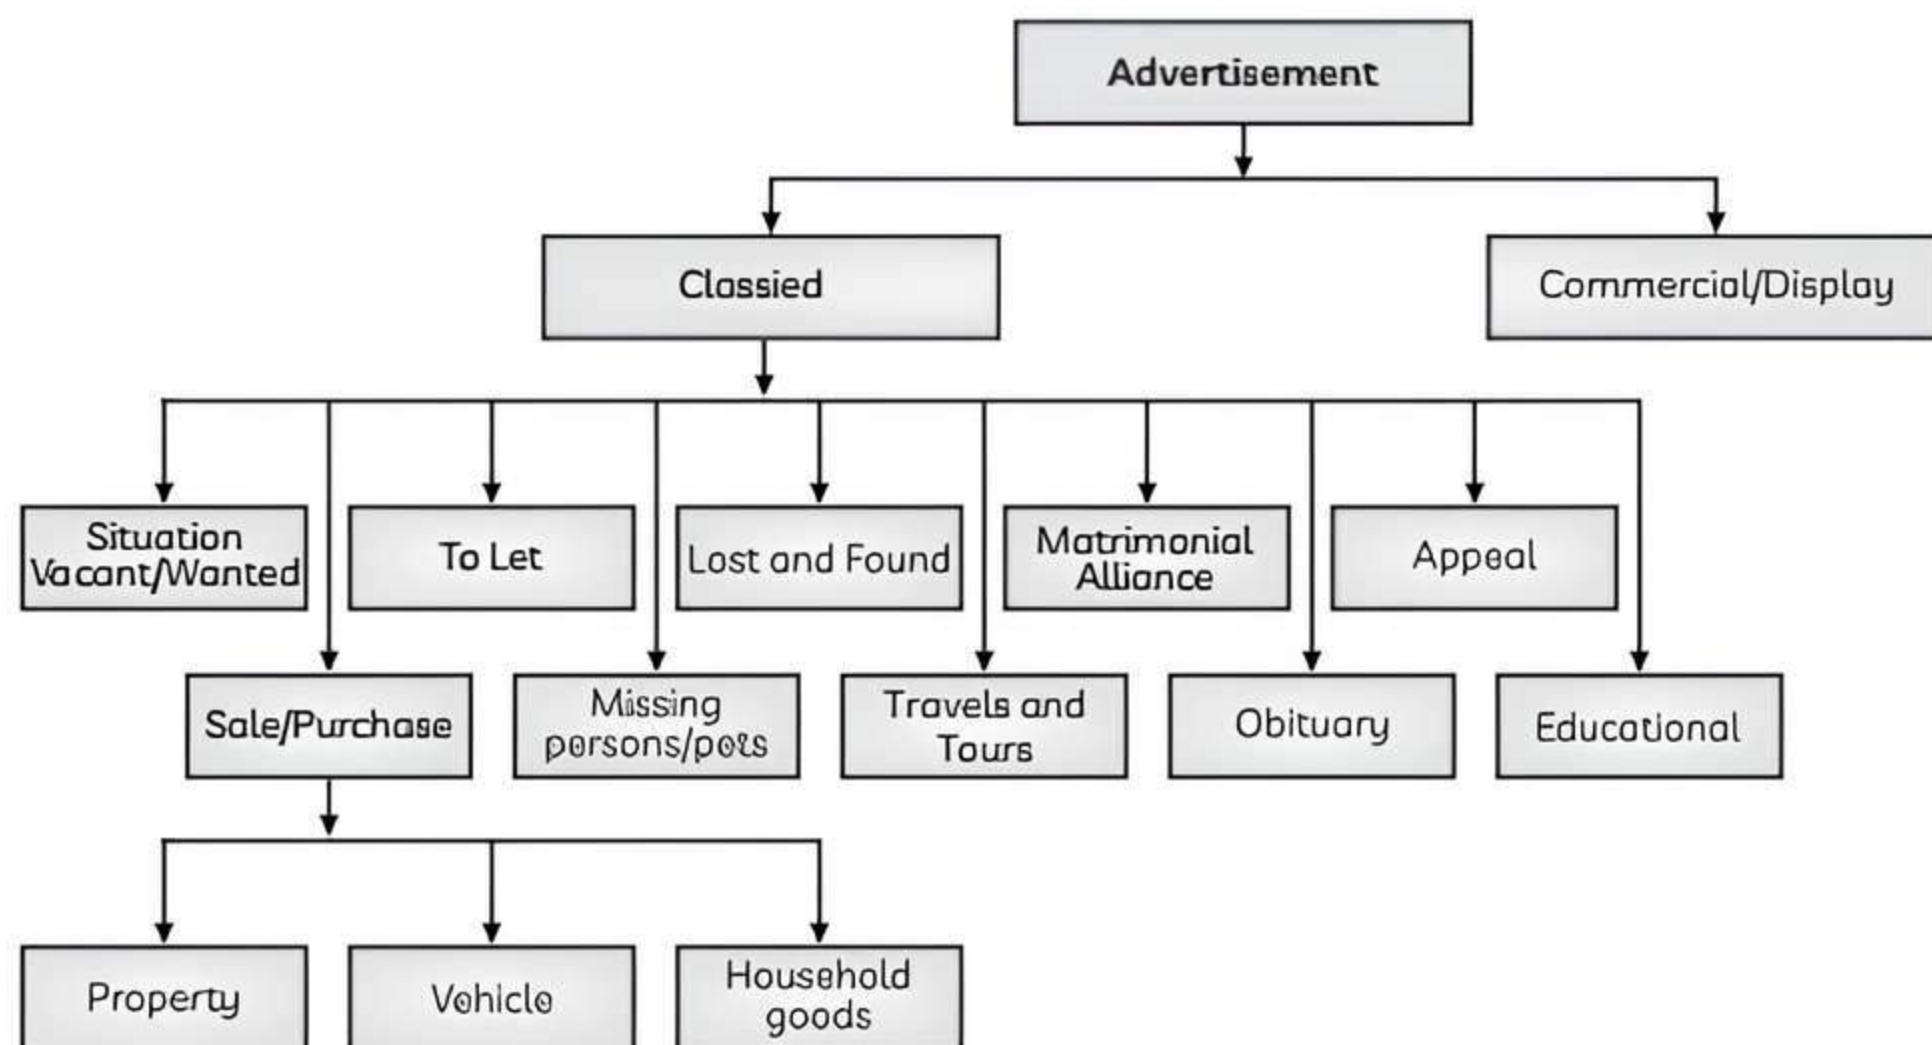 Advertisement
Classied
Commercial/Display
Situation
Vacant/Wanted
To Let
Lost and Found
Matrimonial
Alliance
Appeal
Sale/Purchase
Missing
persons/pets
Travels and
Tours
Obituary
Educational
Property
Vehicle
Household
goods